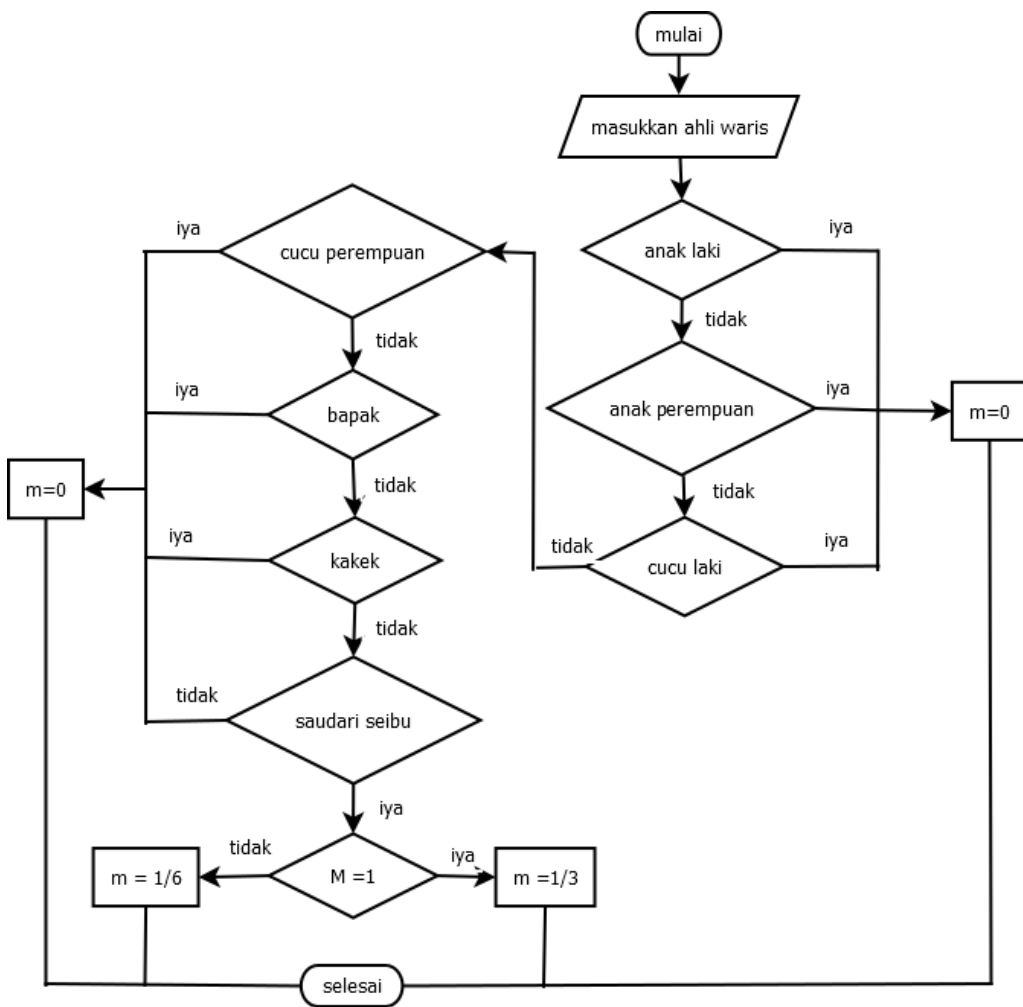 mulai
masukkan ahli waris
anak laki
iya
tidak
anak perempuan
iya
m=0
tidak
cucu laki
iya
tidak
cucu perempuan
iya
tidak
bapak
iya
tidak
m=0
kakek
iya
tidak
saudari seibu
tidak
iya
M =1
tidak
iya
m = 1/6
m =1/3
selesai